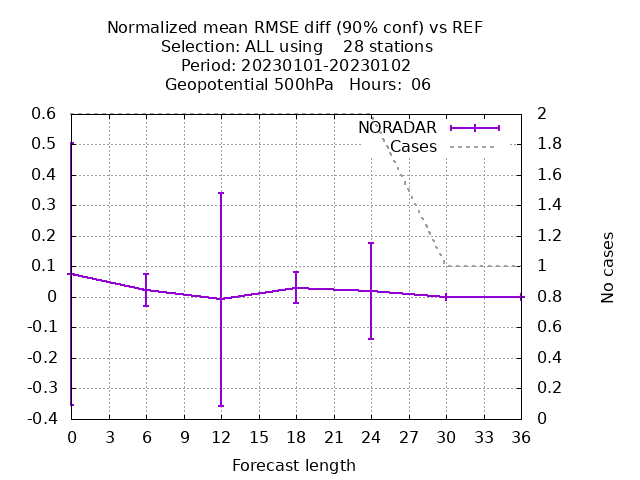 Normalized mean RMSE diff (90% conf) vs REF
Selection: ALL using    28 stations
Period: 20230101-20230102
Geopotential 500hPa   Hours:  06
NORADAR
Cases
0.6
0.5
0.4
0.3
0.2
0.1
0
-0.1
-0.2
-0.3
-0.4
2
1.8
1.6
1.4
1.2
1
0.8
0.6
0.4
0.2
0
No cases
0 3 6 9 12 15 18 21 24 27 30 33 36
Forecast length